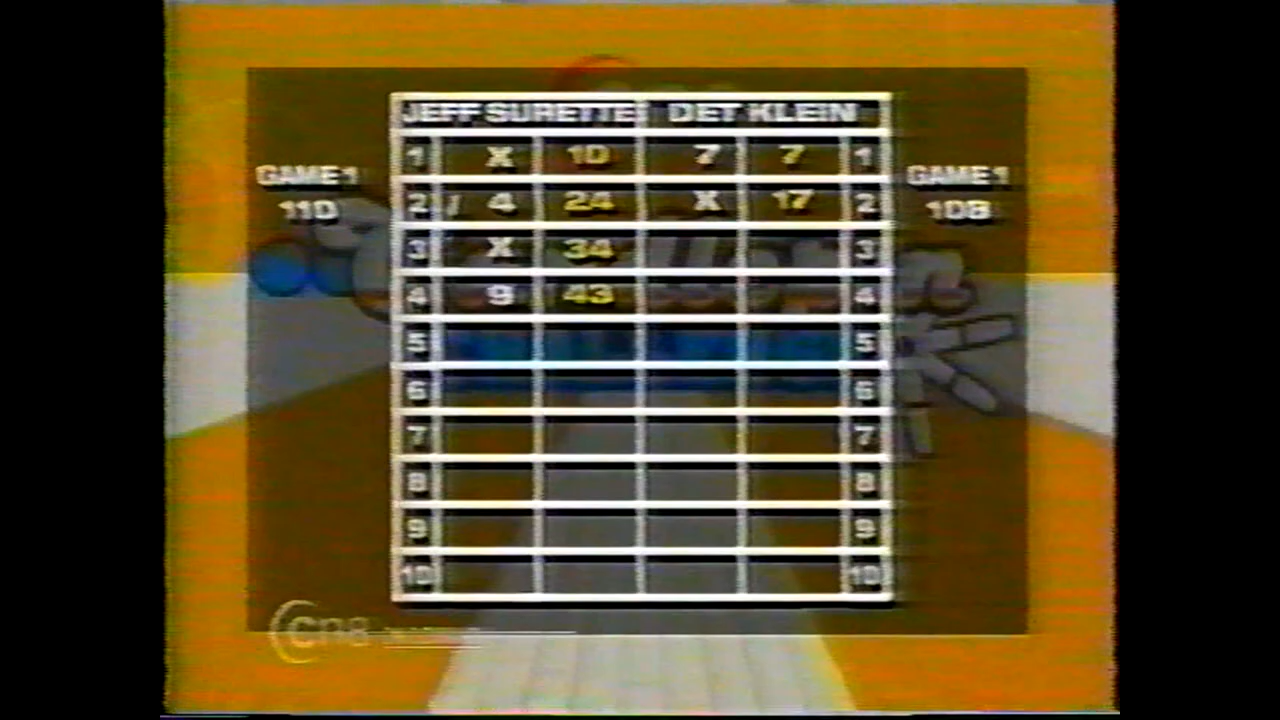 JEFF SURETTE DET KLEIN
1 X 10 7 7 1
GAME 1 GAME 1
110 108
2 / 4 24 X 17 2
3 X 34 3
4 9 43 4
5 5
6 6
7 7
8 8
9 9
10 10
cn8